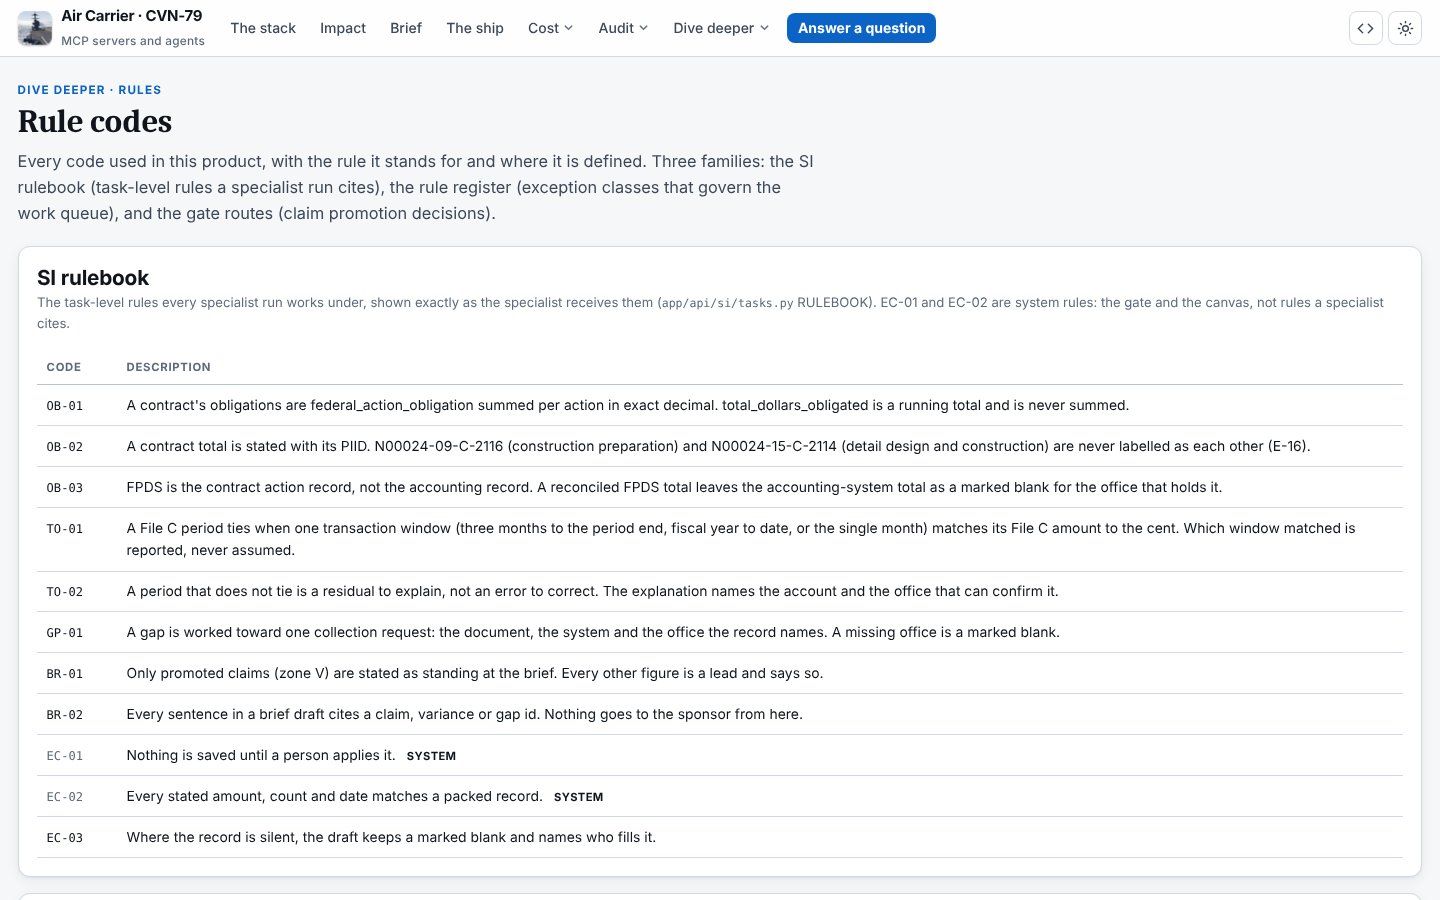 Air Carrier · CVN-79
MCP servers and agents
The stack
Impact
Brief
The ship
Cost
Audit
Dive deeper
Answer a question
DIVE DEEPER · RULES
Rule codes
Every code used in this product, with the rule it stands for and where it is defined. Three families: the SI
rulebook (task-level rules a specialist run cites), the rule register (exception classes that govern the
work queue), and the gate routes (claim promotion decisions).
SI rulebook
The task-level rules every specialist run works under, shown exactly as the specialist receives them (app/api/si/tasks.py RULEBOOK). EC-01 and EC-02 are system rules: the gate and the canvas, not rules a specialist
cites.
CODE DESCRIPTION
OB-01 A contract's obligations are federal_action_obligation summed per action in exact decimal. total_dollars_obligated is a running total and is never summed.
OB-02 A contract total is stated with its PIID. N00024-09-C-2116 (construction preparation) and N00024-15-C-2114 (detail design and construction) are never labelled as each other (E-16).
OB-03 FPDS is the contract action record, not the accounting record. A reconciled FPDS total leaves the accounting-system total as a marked blank for the office that holds it.
TO-01 A File C period ties when one transaction window (three months to the period end, fiscal year to date, or the single month) matches its File C amount to the cent. Which window matched is
reported, never assumed.
TO-02 A period that does not tie is a residual to explain, not an error to correct. The explanation names the account and the office that can confirm it.
GP-01 A gap is worked toward one collection request: the document, the system and the office the record names. A missing office is a marked blank.
BR-01 Only promoted claims (zone V) are stated as standing at the brief. Every other figure is a lead and says so.
BR-02 Every sentence in a brief draft cites a claim, variance or gap id. Nothing goes to the sponsor from here.
EC-01 Nothing is saved until a person applies it. SYSTEM
EC-02 Every stated amount, count and date matches a packed record. SYSTEM
EC-03 Where the record is silent, the draft keeps a marked blank and names who fills it.